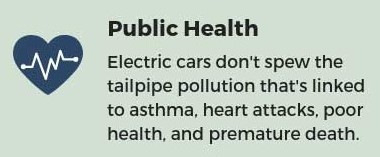 Public Health
Electric cars don't spew the
tailpipe pollution that's linked
to asthma, heart attacks, poor
health, and premature death.